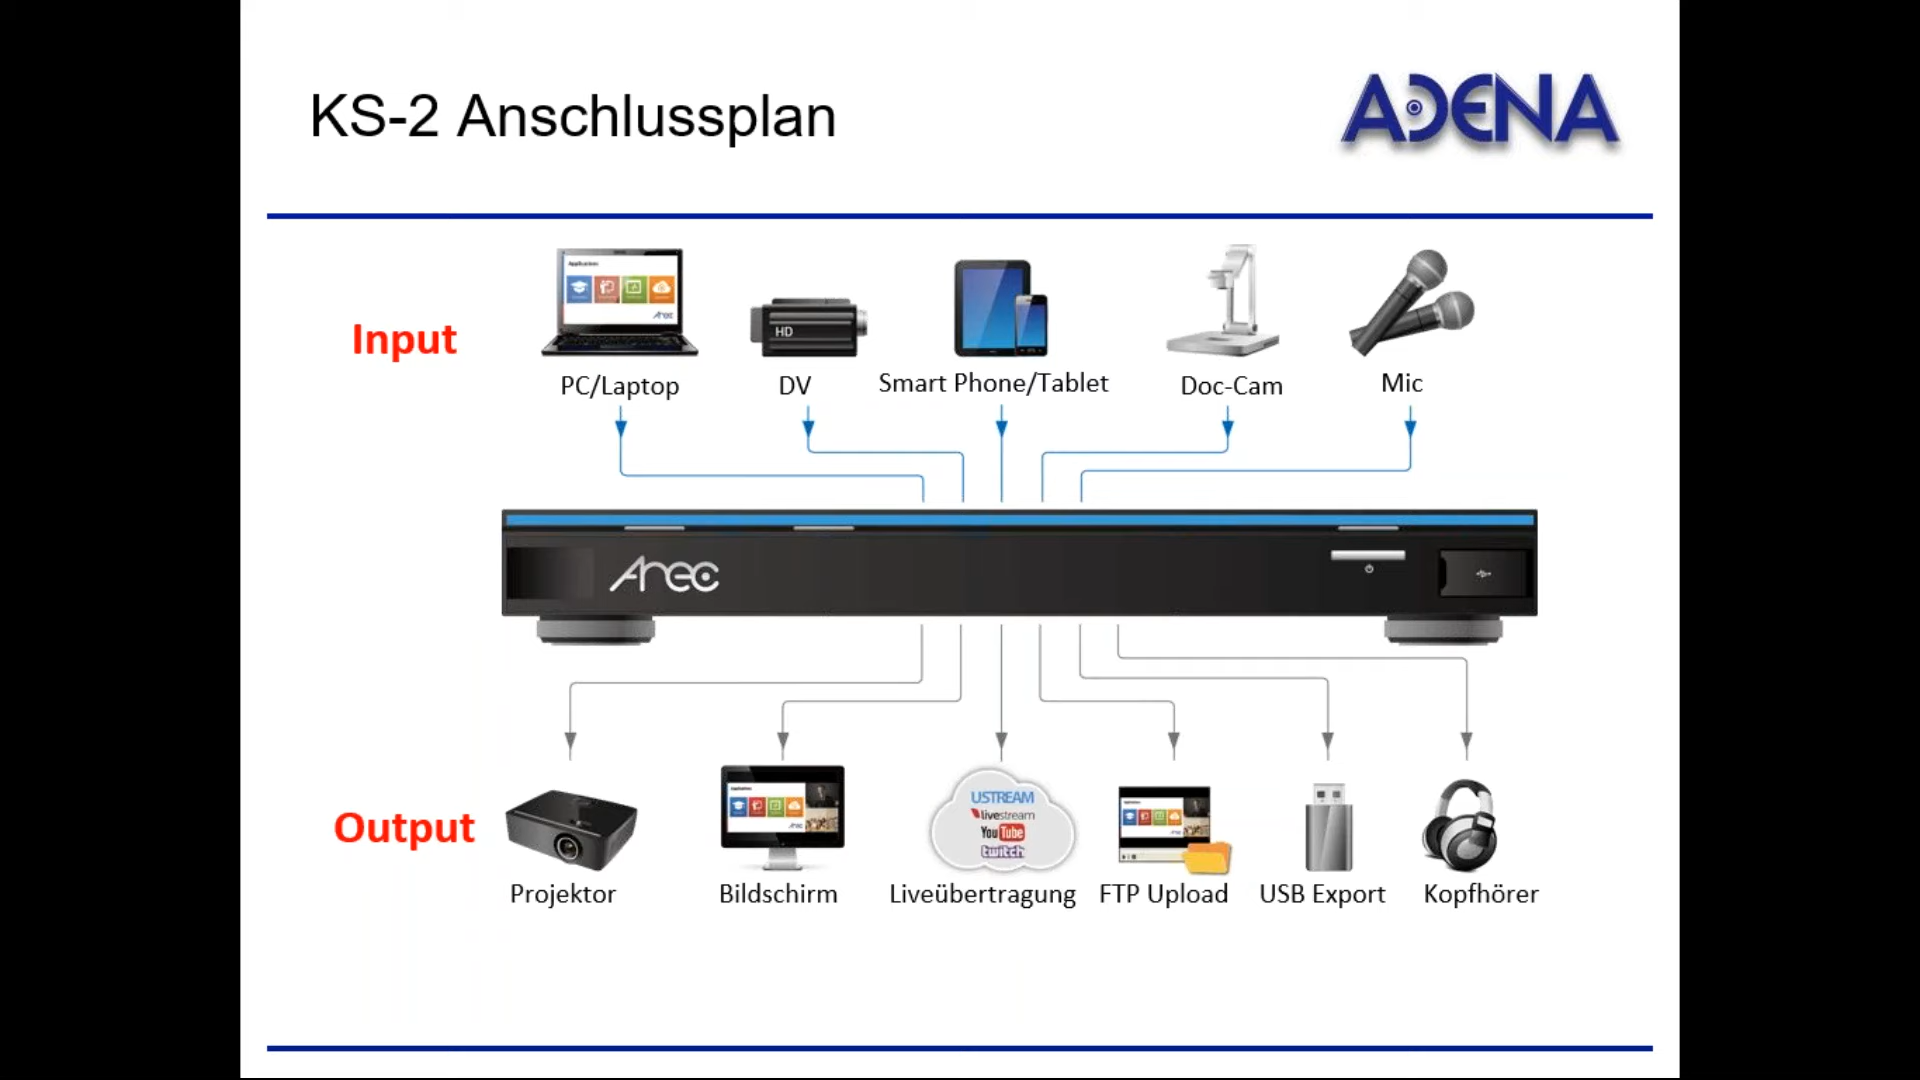 KS-2 Anschlussplan
ADENA
Input
HD
PC/Laptop
DV
Smart Phone/Tablet
Doc-Cam
Mic
Arec
Output
USTREAM
livestream
YouTube
twitch
Projektor
Bildschirm
Liveübertragung
FTP Upload
USB Export
Kopfhörer